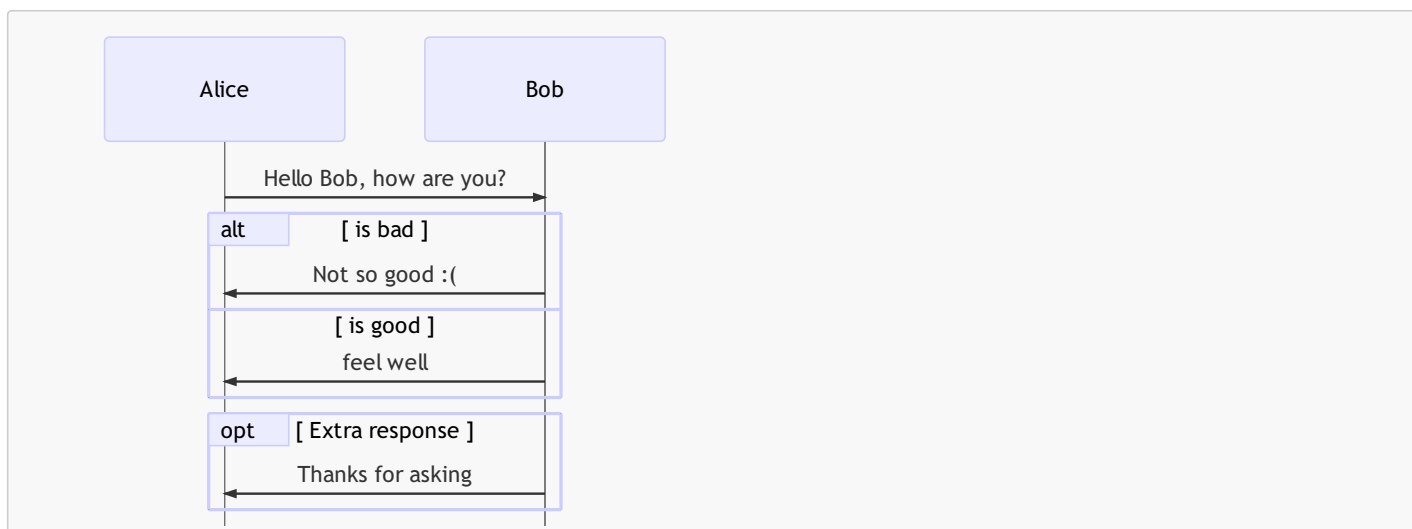 Alice
Bob
Hello Bob, how are you?
alt
[ is bad ]
Not so good :(
[ is good ]
feel well
opt
[ Extra response ]
Thanks for asking